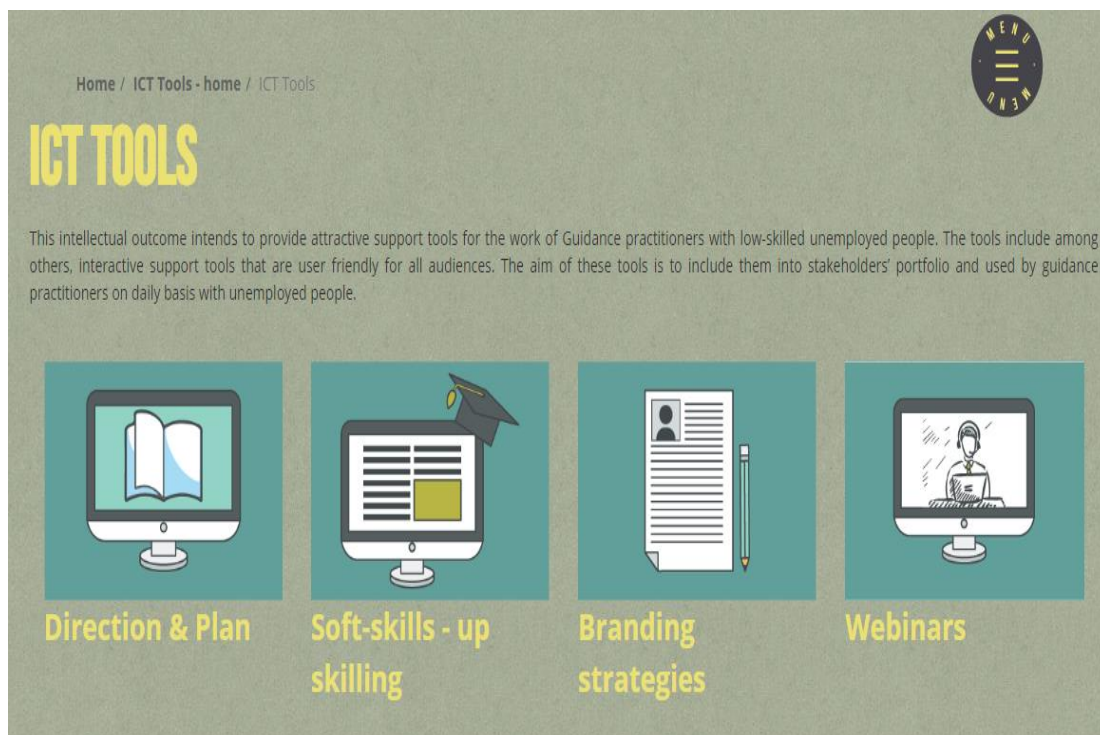 MENU
MENU
Home / ICT Tools - home / ICT Tools
ICT TOOLS
This intellectual outcome intends to provide attractive support tools for the work of Guidance practitioners with low-skilled unemployed people. The tools include among
others, interactive support tools that are user friendly for all audiences. The aim of these tools is to include them into stakeholders' portfolio and used by guidance
practitioners on daily basis with unemployed people.
Direction & Plan
Soft-skills - up
skilling
Branding
strategies
Webinars